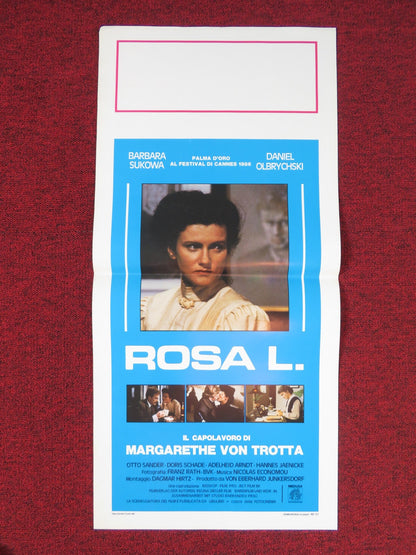 BARBARA
SUKOWA
PALMA D'ORO
AL FESTIVAL DI CANNES 1986
DANIEL
OLBRYCHSKI
ROSA L.
IL CAPOLAVORO DI
MARGARETHE VON TROTTA
OTTO SANDER · DORIS SCHADE · ADELHEID ARNDT · HANNES JAENICKE
Fotografia FRANZ RATH-BVK · Musica NICOLAS ECONOMOU
Montaggio DAGMAR HIRTZ · Prodotto da VON EBERHARD JUNKERSDORF
MEDUSA